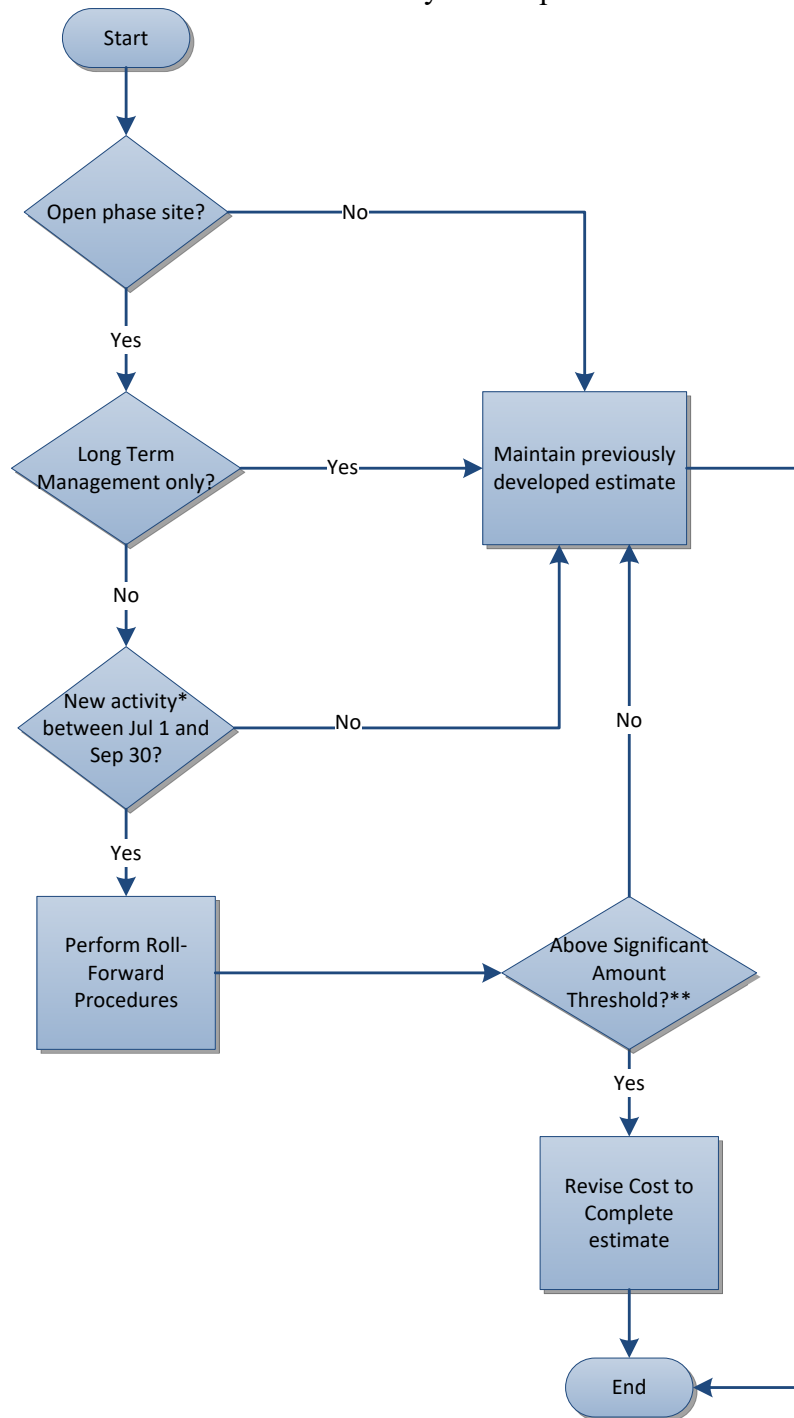 Start
Open phase site?
No
Yes
Long Term
Management only?
Yes
Maintain previously
developed estimate
No
New activity*
between Jul 1 and
Sep 30?
No
No
Yes
Perform Roll-
Forward
Procedures
Above Significant
Amount
Threshold?**
Yes
Revise Cost to
Complete
estimate
End